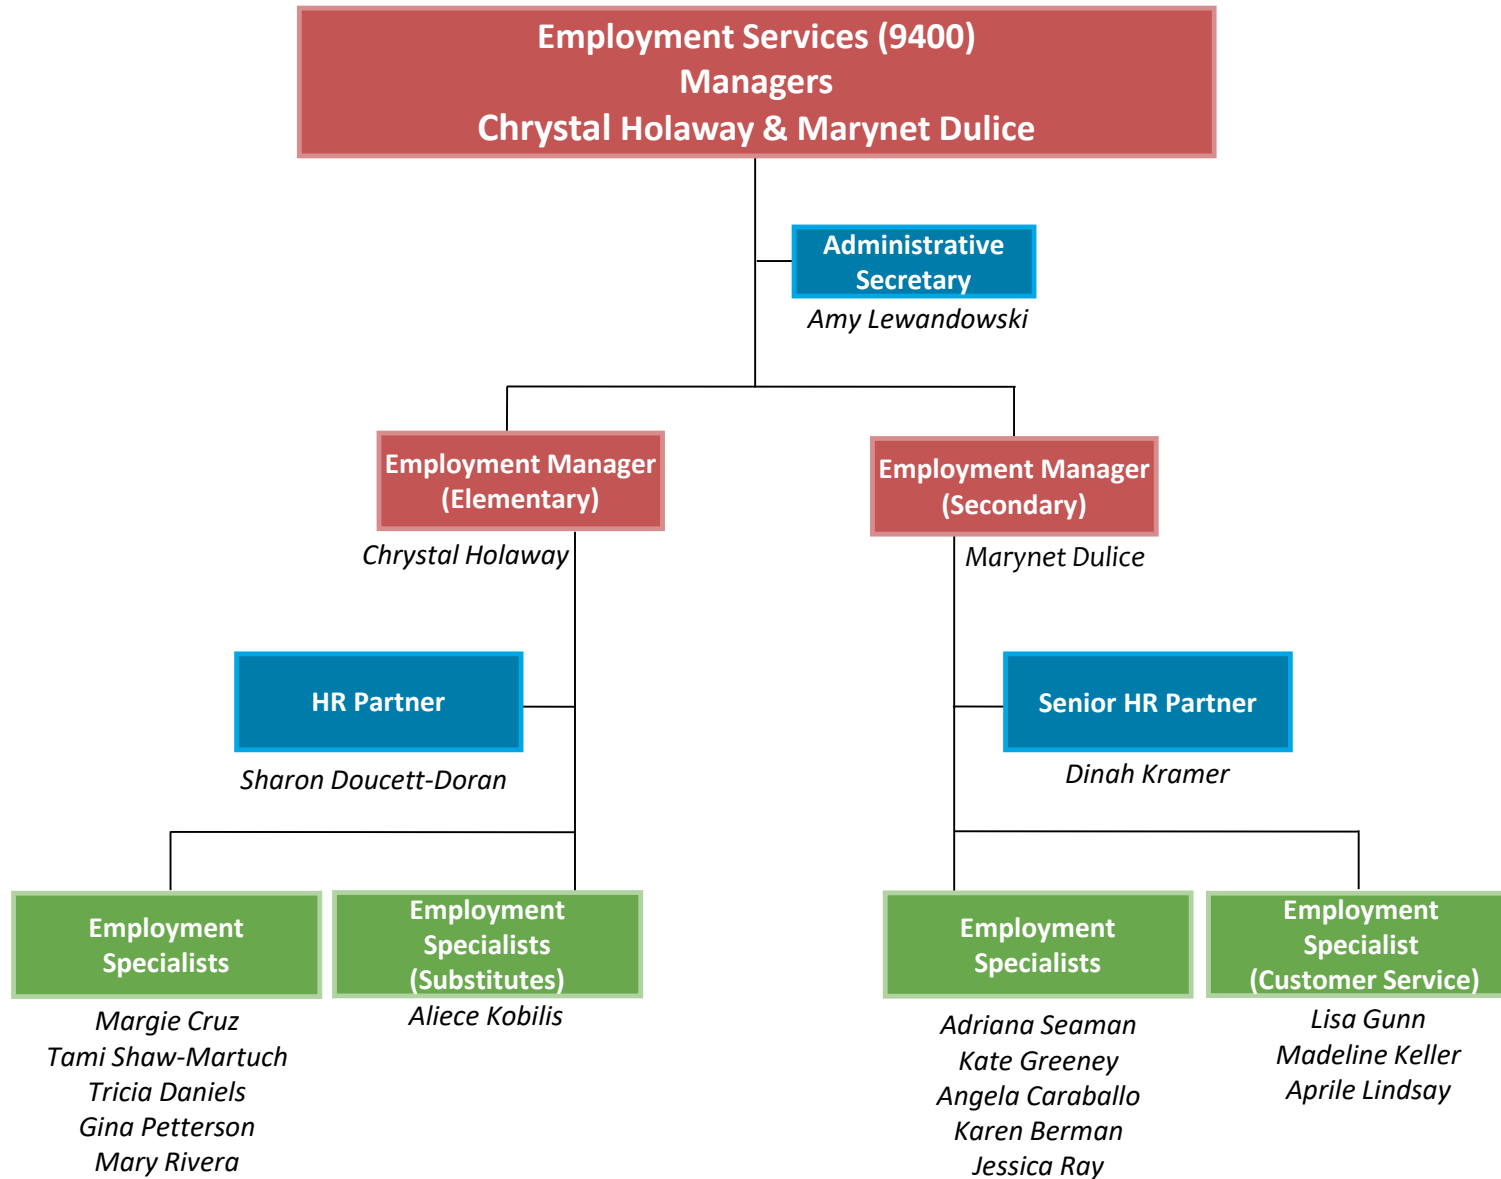 Employment Services (9400)
Managers
Chrystal Holaway & Marynet Dulice
Administrative
Secretary
Amy Lewandowski
Employment Manager
(Elementary)
Chrystal Holaway
Employment Manager
(Secondary)
Marynet Dulice
HR Partner
Sharon Doucett-Doran
Senior HR Partner
Dinah Kramer
Employment
Specialists
Margie Cruz
Tami Shaw-Martuch
Tricia Daniels
Gina Petterson
Mary Rivera
Employment
Specialists
(Substitutes)
Aliece Kobilis
Employment
Specialists
Adriana Seaman
Kate Greeney
Angela Caraballo
Karen Berman
Jessica Ray
Employment
Specialist
(Customer Service)
Lisa Gunn
Madeline Keller
Aprile Lindsay